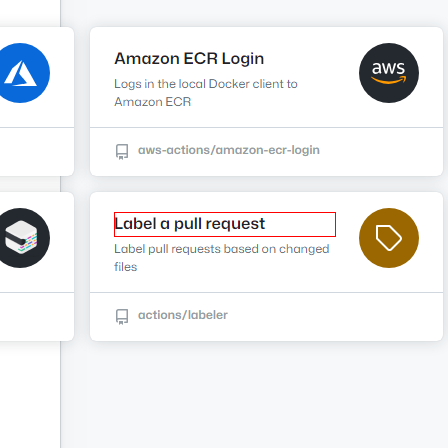 Amazon ECR Login
Logs in the local Docker client to
Amazon ECR
aws
aws-actions/amazon-ecr-login
Label a pull request
Label pull requests based on changed
files
actions/labeler